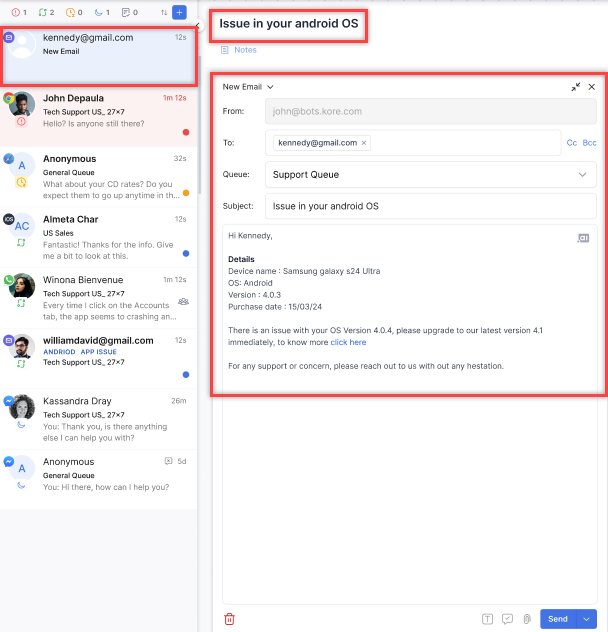 1 2 0 1 0
kennedy@gmail.com 12s
New Email
John Depaula 1m 12s
Tech Support US_ 27x7
Hello? Is anyone still there?
A Anonymous 32s
General Queue
What about your CD rates? Do you
expect them to go up anytime in th...
iOS AC Almeta Char 12s
US Sales
Fantastic! Thanks for the info. Give
me a bit to look at this.
Winona Bienvenue 1m 12s
Tech Support US_ 27x7
Every time I click on the Accounts
tab, the app seems to crashing an...
williamdavid@gmail.com 12s
ANDRIOD APP ISSUE
Tech Support US_ 27x7
Kassandra Dray 26m
Tech Support US_ 27x7
You: Thank you, is there anything
else I can help you with?
A Anonymous 5d
General Queue
You: Hi there, how can I help you?
Issue in your android OS
Notes
New Email
From: john@bots.kore.com
To: kennedy@gmail.com × Cc Bcc
Queue: Support Queue
Subject: Issue in your android OS
Hi Kennedy,
Details
Device name : Samsung galaxy s24 Ultra
OS: Android
Version : 4.0.3
Purchase date : 15/03/24
There is an issue with your OS Version 4.0.4, please upgrade to our latest version 4.1
immediately, to know more click here
For any support or concern, please reach out to us with out any hestation.
T Send